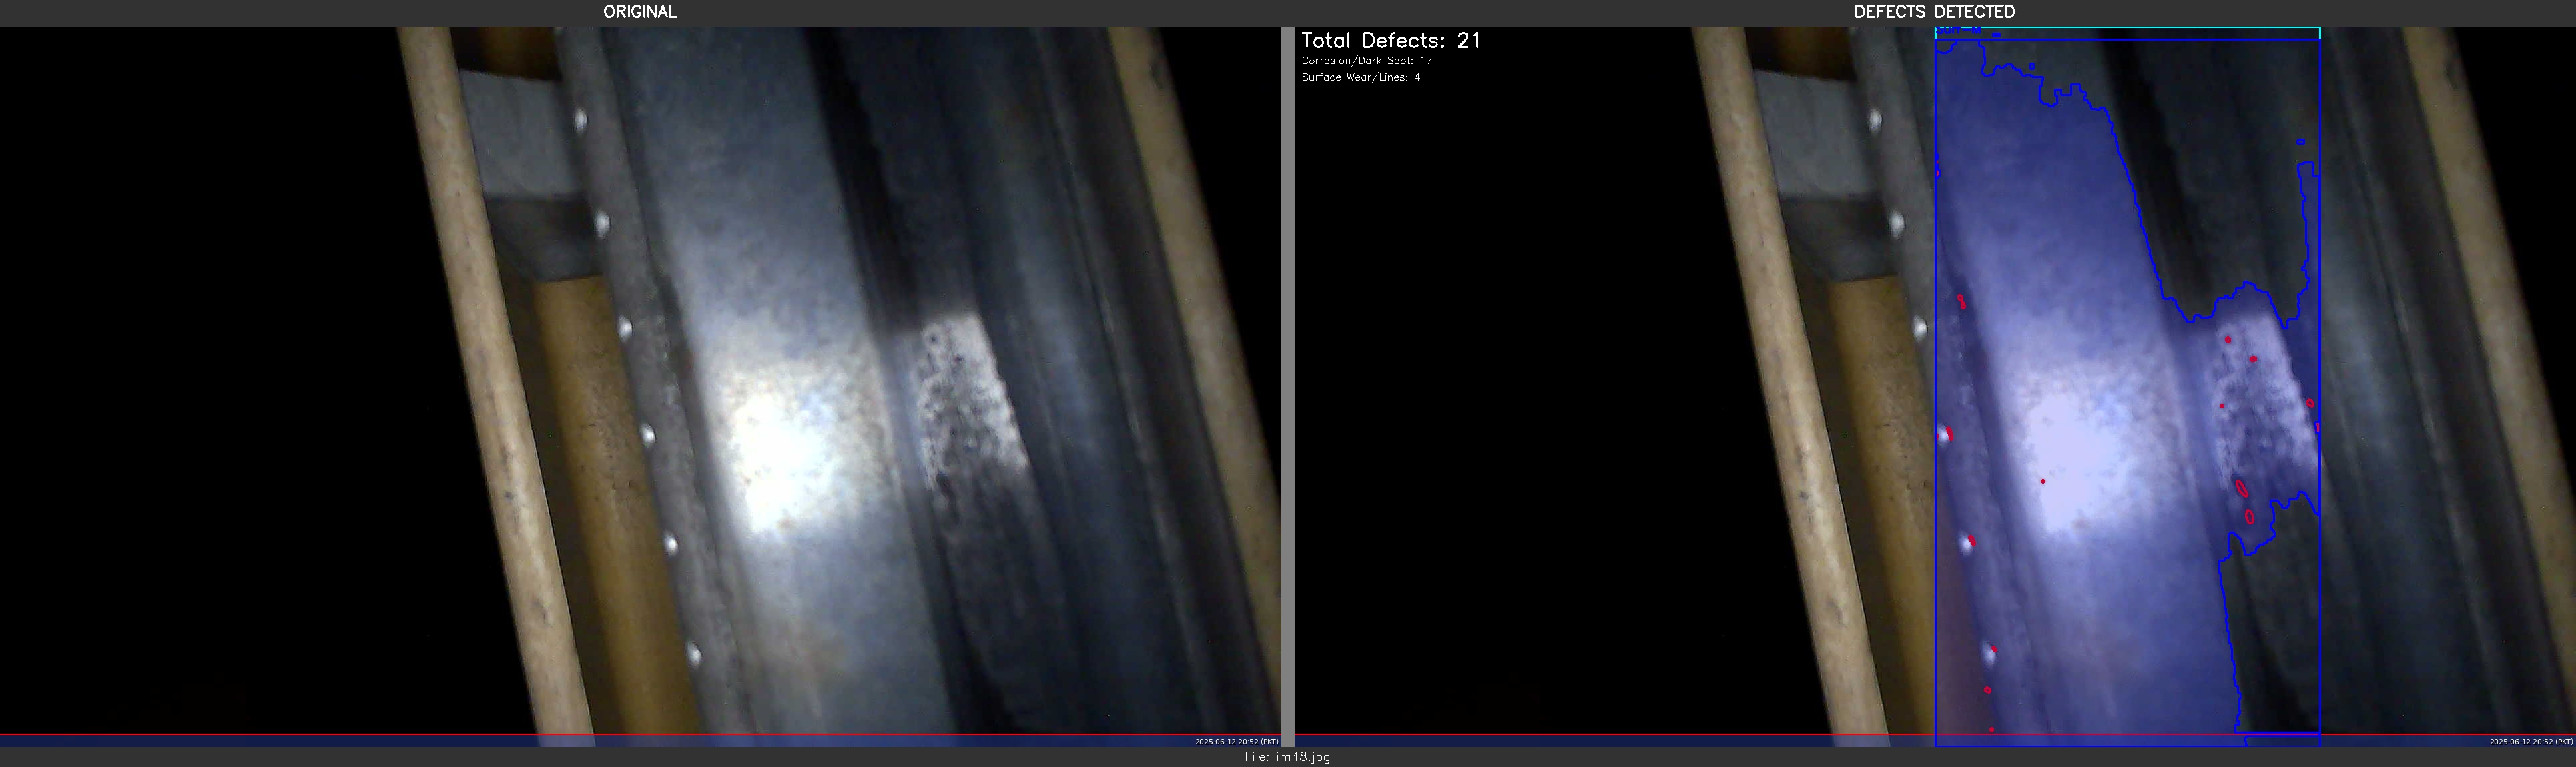 ORIGINAL
DEFECTS DETECTED
Total Defects: 21
Corrosion/Dark Spot: 17
Surface Wear/Lines: 4
2025-06-12 20:52 (PKT)
2025-06-12 20:52 (PKT)
File: im48.jpg